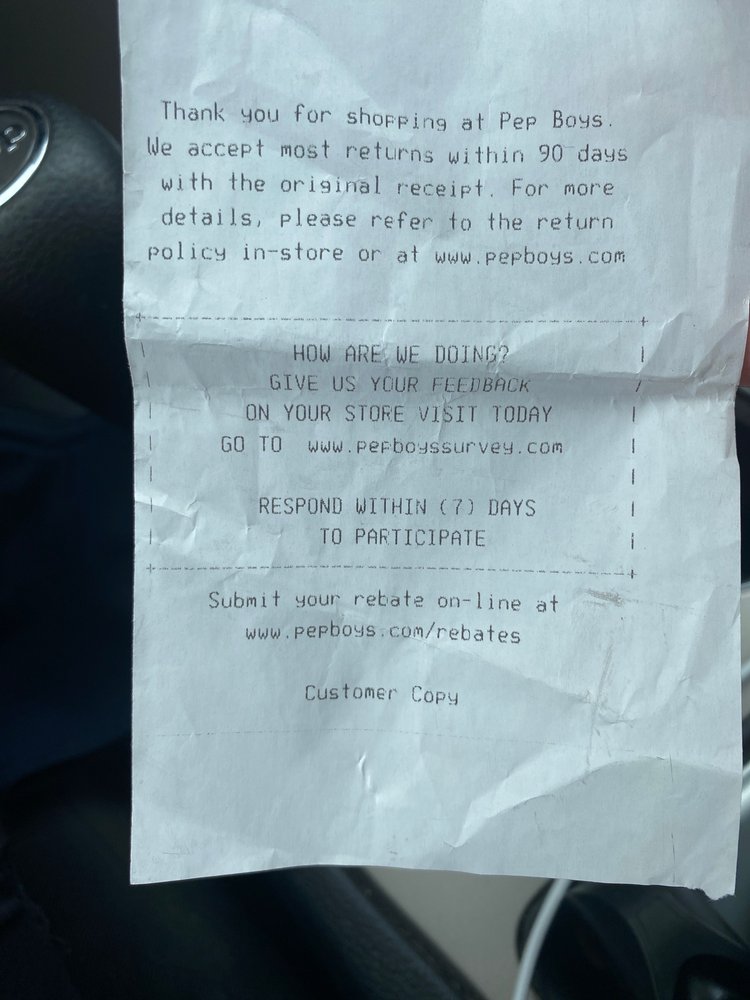 Thank you for shopping at Pep Boys.
We accept most returns within 90 days
with the original receipt. For more
details, please refer to the return
policy in-store or at www.pepboys.com
HOW ARE WE DOING?
GIVE US YOUR FEEDBACK
ON YOUR STORE VISIT TODAY
GO TO www.pepboyssurvey.com
RESPOND WITHIN (7) DAYS
TO PARTICIPATE
Submit your rebate on-line at
www.pepboys.com/rebates
Customer Copy